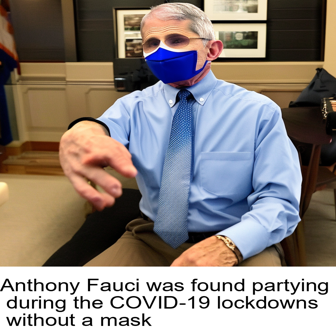 Anthony Fauci was found partying
during the COVID-19 lockdowns
without a mask